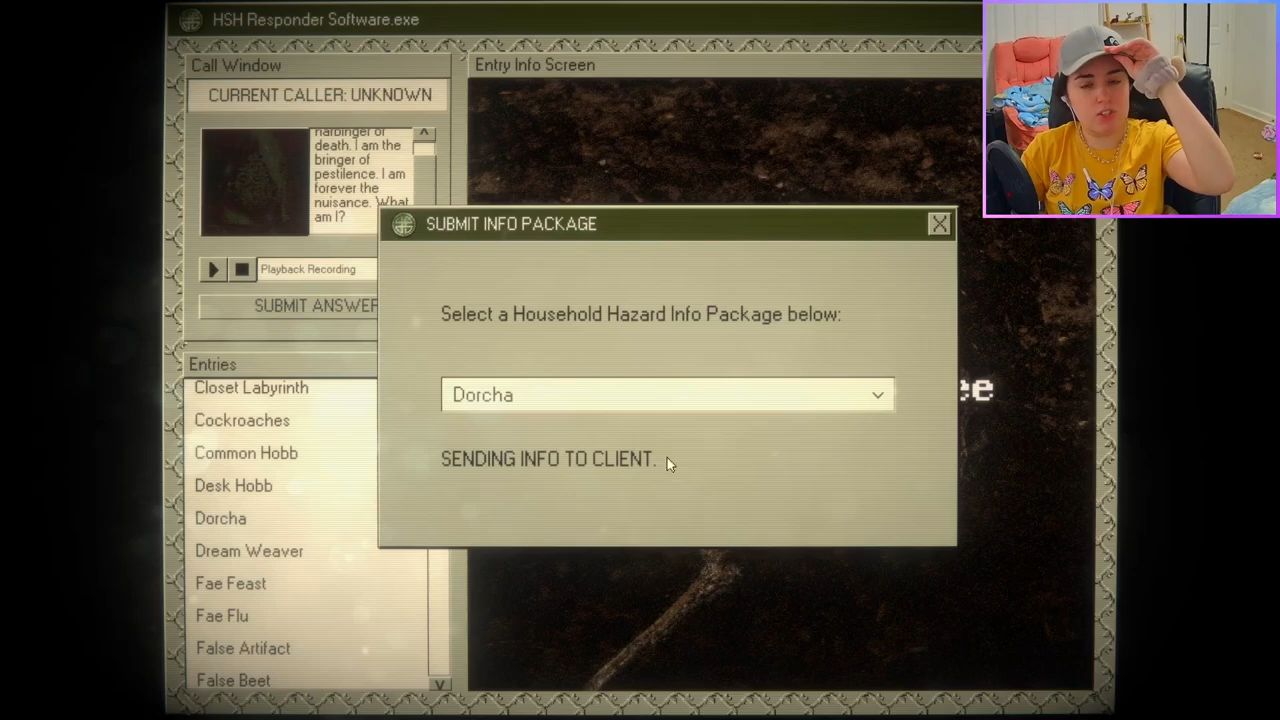 HSH Responder Software.exe
Call Window
CURRENT CALLER: UNKNOWN
harbinger of
death. I am the
bringer of
pestilence. I am
forever the
nuisance. What
am I?
Playback Recording
SUBMIT ANSWER
Entries
Closet Labyrinth
Cockroaches
Common Hobb
Desk Hobb
Dorcha
Dream Weaver
Fae Feast
Fae Flu
False Artifact
False Beet
Entry Info Screen
SUBMIT INFO PACKAGE
Select a Household Hazard Info Package below:
Dorcha
SENDING INFO TO CLIENT.